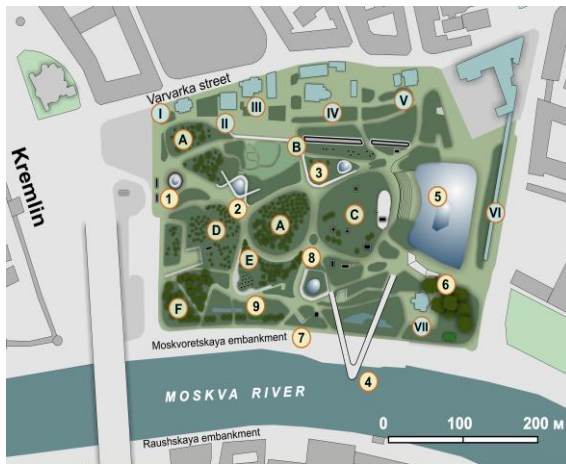 Varvarka street
I
II
III
IV
V
A
B
3
1
2
A
C
5
VI
D
E
8
6
F
9
VII
Moskvoretskaya embankment
7
4
Kremlin
MOSKVA RIVER
Raushskaya embankment
0 100 200 м